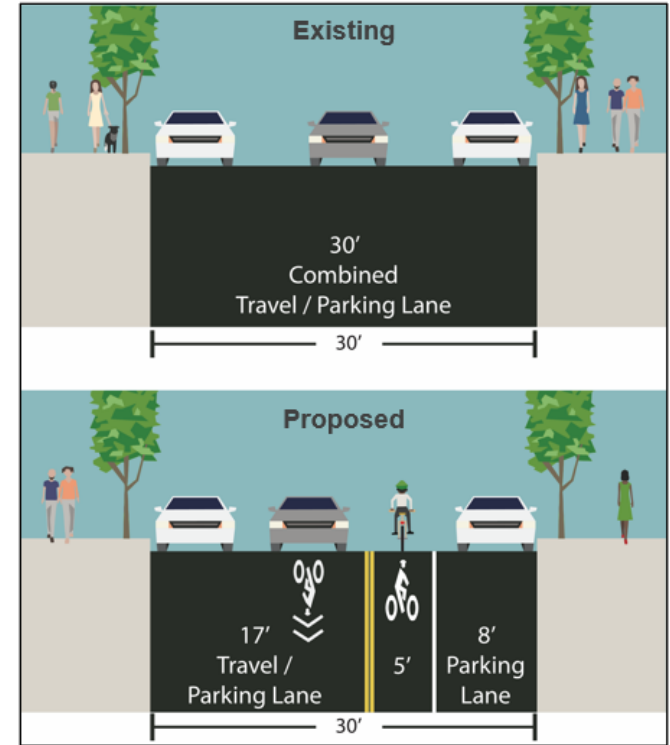 Existing
30'
Combined
Travel / Parking Lane
30'
Proposed
17'
Travel /
Parking Lane
5'
8'
Parking
Lane
30'